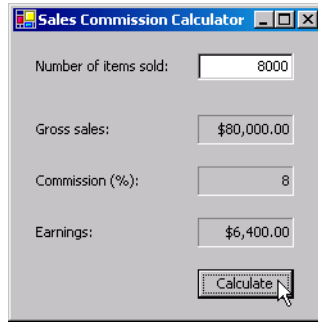 Sales Commission Calculator
Number of items sold: 8000
Gross sales: $80,000.00
Commission (%): 8
Earnings: $6,400.00
Calculate